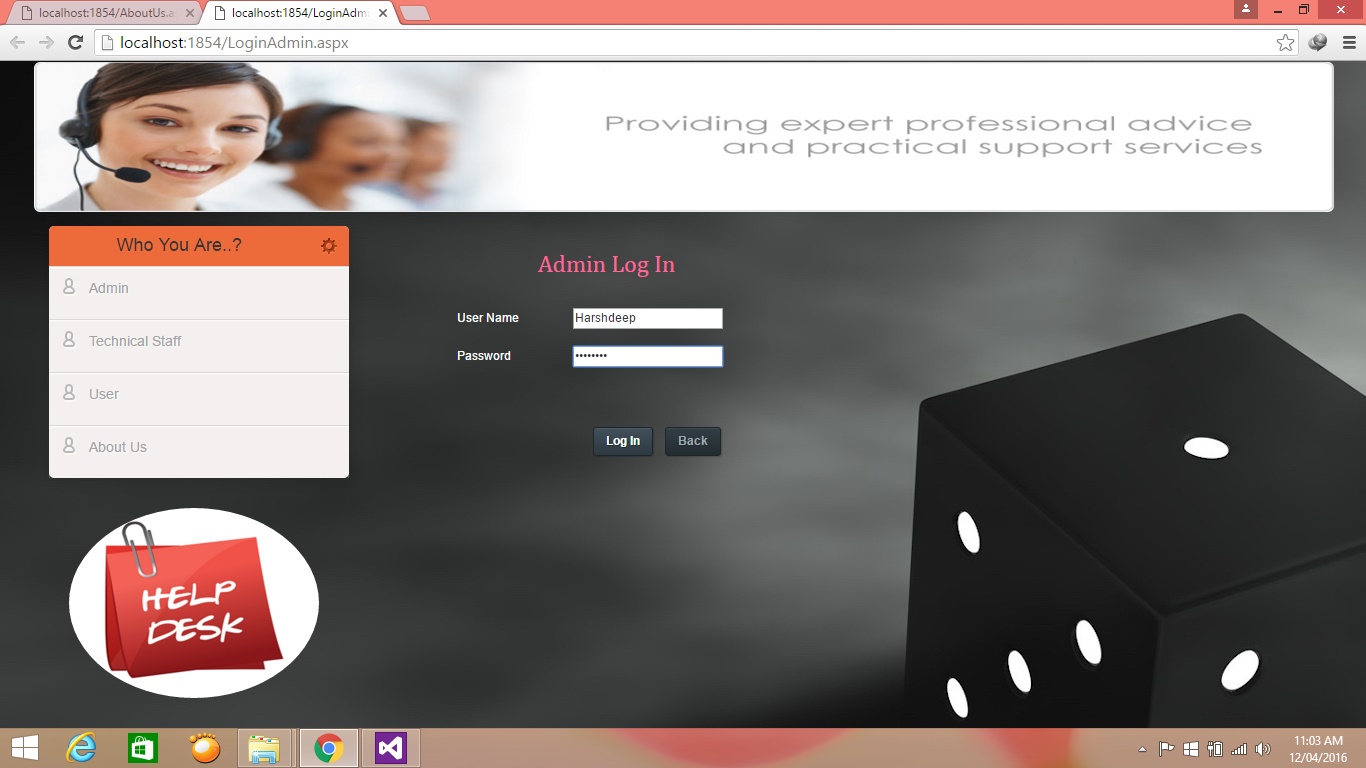 localhost:1854/AboutUs.as
localhost:1854/LoginAdmi
localhost:1854/LoginAdmin.aspx
Providing expert professional advice
and practical support services
Who You Are..?
Admin
Technical Staff
User
About Us
Admin Log In
User Name Harshdeep
Password ••••••••
Log In Back
HELP
DESK
11:03 AM
12/04/2016